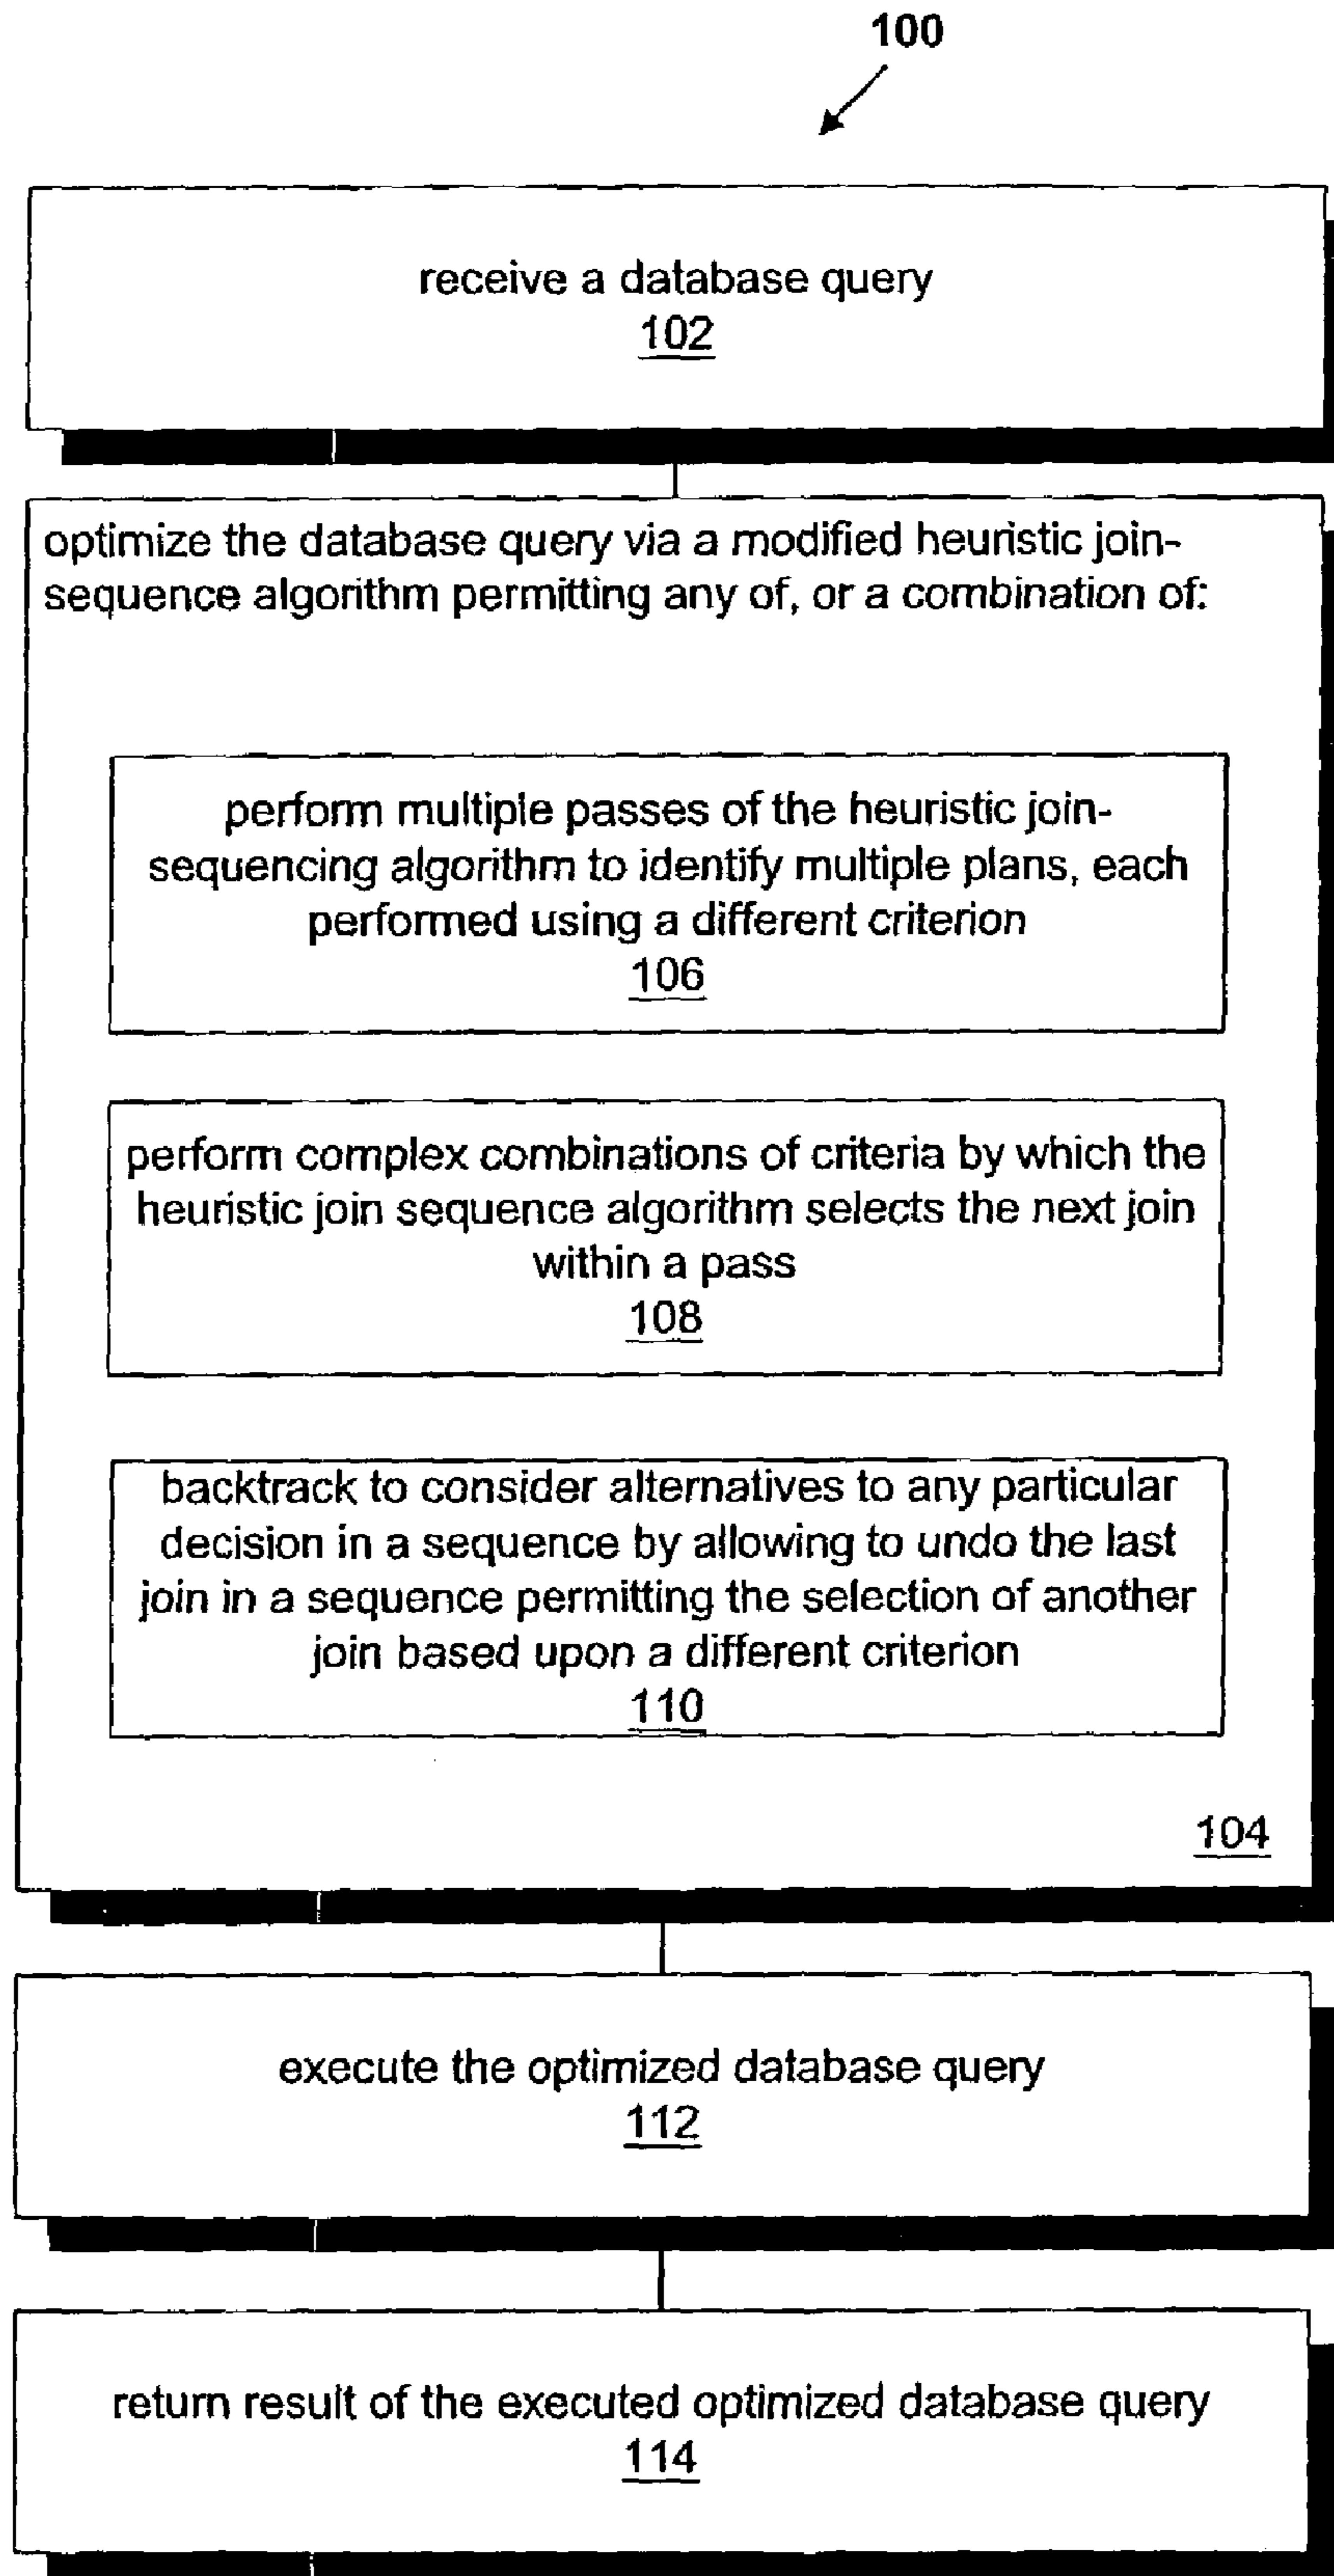 100
receive a database query
102
optimize the database query via a modified heuristic join-
sequence algorithm permitting any of, or a combination of:
perform multiple passes of the heuristic join-
sequencing algorithm to identify multiple plans, each
performed using a different criterion
106
perform complex combinations of criteria by which the
heuristic join sequence algorithm selects the next join
within a pass
108
backtrack to consider alternatives to any particular
decision in a sequence by allowing to undo the last
join in a sequence permitting the selection of another
join based upon a different criterion
110
104
execute the optimized database query
112
return result of the executed optimized database query
114